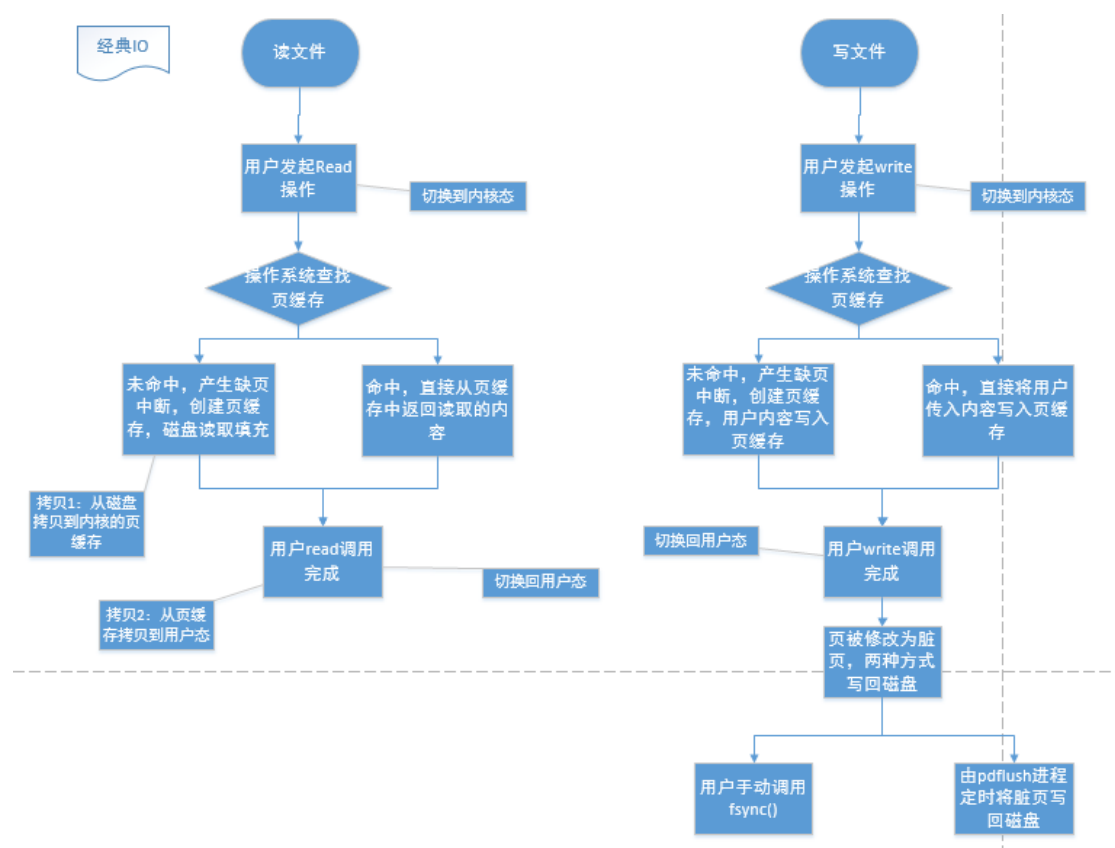 经典IO
读文件
用户发起Read
操作
切换到内核态
操作系统查找
页缓存
未命中，产生缺页
中断，创建页缓
存，磁盘读取填充
命中，直接从页缓
存中返回读取的内
容
拷贝1：从磁盘
拷贝到内核的页
缓存
用户read调用
完成
切换回用户态
拷贝2：从页缓
存拷贝到用户态
写文件
用户发起write
操作
切换到内核态
操作系统查找
页缓存
未命中，产生缺页
中断，创建页缓
存，用户内容写入
页缓存
命中，直接将用户
传入内容写入页缓
存
切换回用户态
用户write调用
完成
页被修改为脏
页，两种方式
写回磁盘
用户手动调用
fsync()
由pdflush进程
定时将脏页写
回磁盘